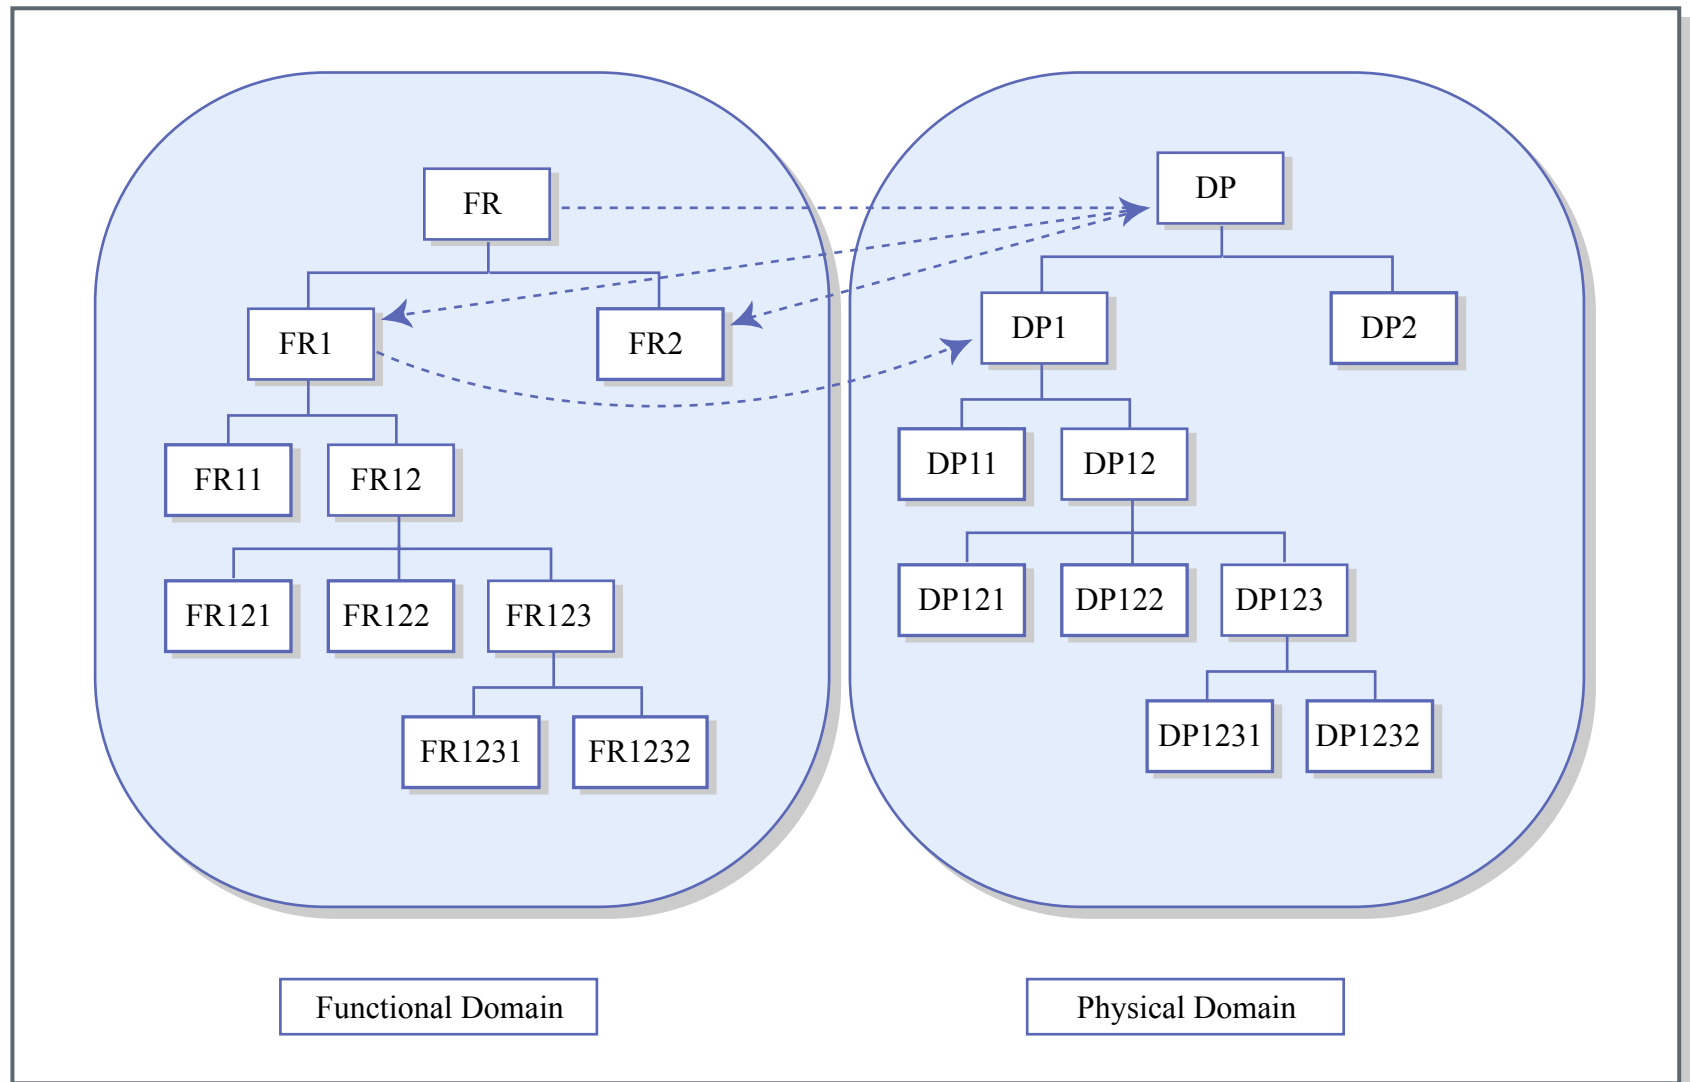 FR
FR1
FR2
FR11
FR12
FR121
FR122
FR123
FR1231
FR1232
Functional Domain
DP
DP1
DP2
DP11
DP12
DP121
DP122
DP123
DP1231
DP1232
Physical Domain